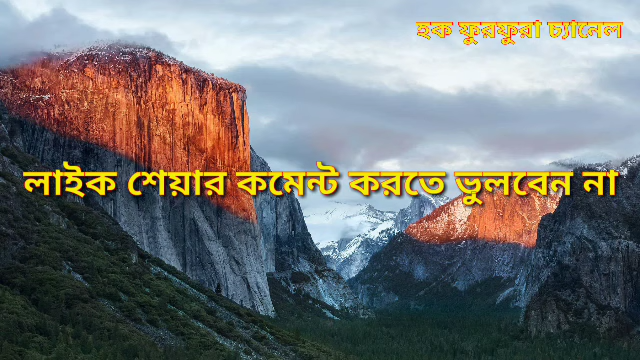 হক ফুরফুরা চ্যানেল
লাইক শেয়ার কমেন্ট করতে ভুলবেন না